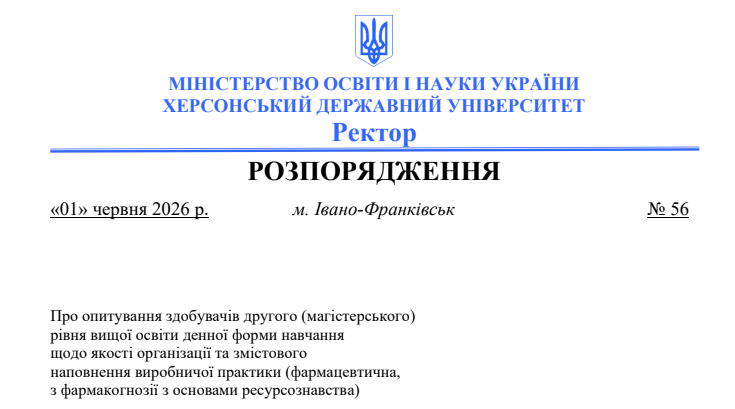 МІНІСТЕРСТВО ОСВІТИ І НАУКИ УКРАЇНИ
ХЕРСОНСЬКИЙ ДЕРЖАВНИЙ УНІВЕРСИТЕТ
Ректор
РОЗПОРЯДЖЕННЯ
«01» червня 2026 р. м. Івано-Франківськ № 56
Про опитування здобувачів другого (магістерського)
рівня вищої освіти денної форми навчання
щодо якості організації та змістового
наповнення виробничої практики (фармацевтична,
з фармакогнозії з основами ресурсознавства)